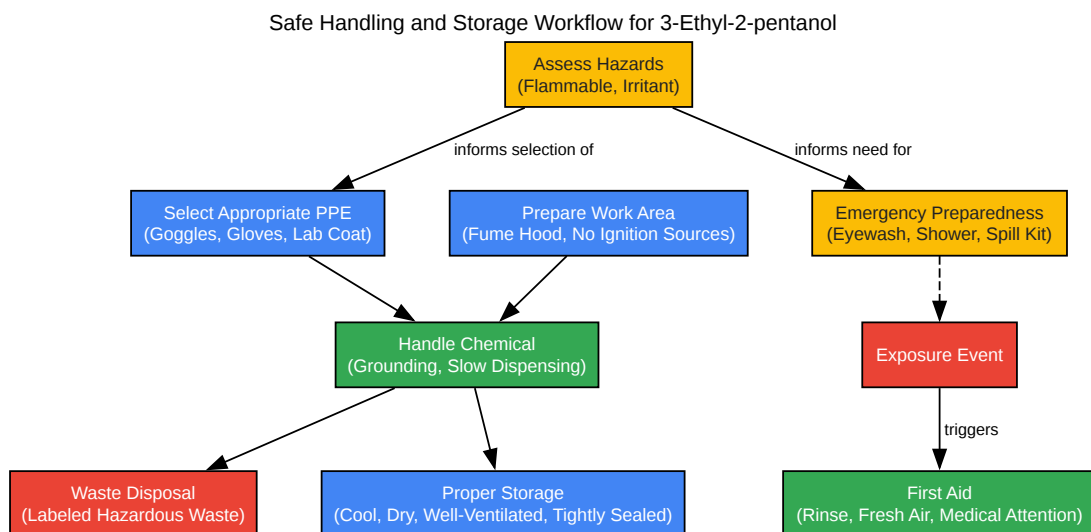 Safe Handling and Storage Workflow for 3-Ethyl-2-pentanol
Assess Hazards
(Flammable, Irritant)
informs selection of
informs need for
Select Appropriate PPE
(Goggles, Gloves, Lab Coat)
Prepare Work Area
(Fume Hood, No Ignition Sources)
Emergency Preparedness
(Eyewash, Shower, Spill Kit)
Handle Chemical
(Grounding, Slow Dispensing)
Exposure Event
triggers
Waste Disposal
(Labeled Hazardous Waste)
Proper Storage
(Cool, Dry, Well-Ventilated, Tightly Sealed)
First Aid
(Rinse, Fresh Air, Medical Attention)